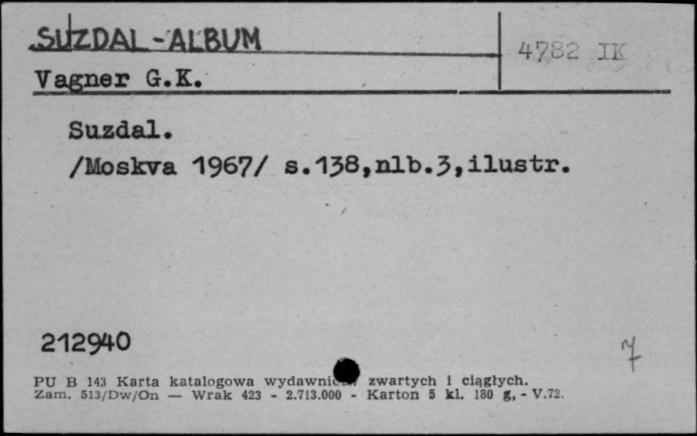 SUZDAL-ALBUM
4782 IK
Vagner G.K.
Suzdal.
/Moskva 1967/ s.138,nlb.3,ilustr.
212940
7
PU B 143 Karta katalogowa wydawnictw zwartych i ciągłych.
Zam. 513/Dw/On — Wrak 423 - 2.713.000 - Karton 5 kl. 180 g, - V.72.